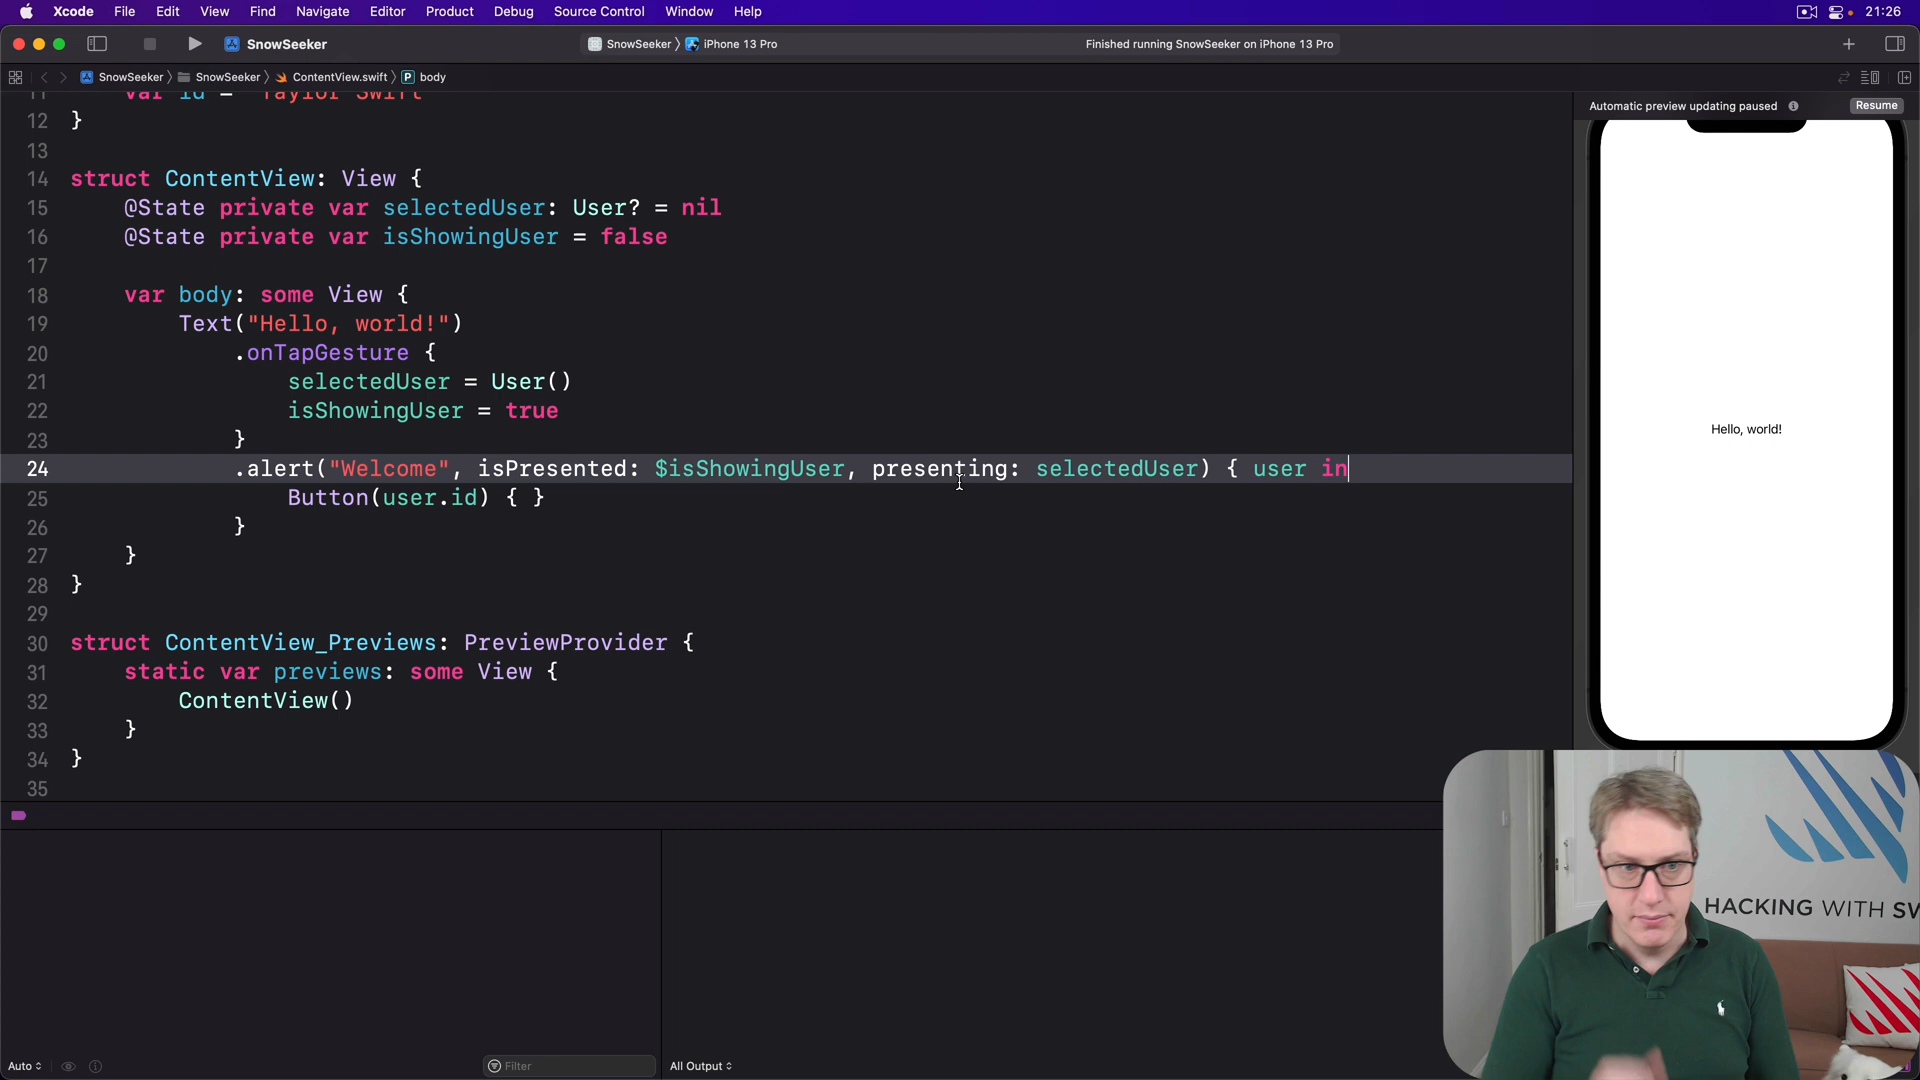 Xcode File Edit View Find Navigate Editor Product Debug Source Control Window Help 21:26
SnowSeeker SnowSeeker iPhone 13 Pro Finished running SnowSeeker on iPhone 13 Pro
SnowSeeker SnowSeeker ContentView.swift body
Automatic preview updating paused Resume
11 var id = "Taylor Swift"
12 }
13
14 struct ContentView: View {
15 @State private var selectedUser: User? = nil
16 @State private var isShowingUser = false
17
18 var body: some View {
19 Text("Hello, world!")
20 .onTapGesture {
21 selectedUser = User()
22 isShowingUser = true
23 }
24 .alert("Welcome", isPresented: $isShowingUser, presenting: selectedUser) { user in
25 Button(user.id) { }
26 }
27 }
28 }
29
30 struct ContentView_Previews: PreviewProvider {
31 static var previews: some View {
32 ContentView()
33 }
34 }
35
Hello, world!
HACKING WITH SW
Auto Filter All Output